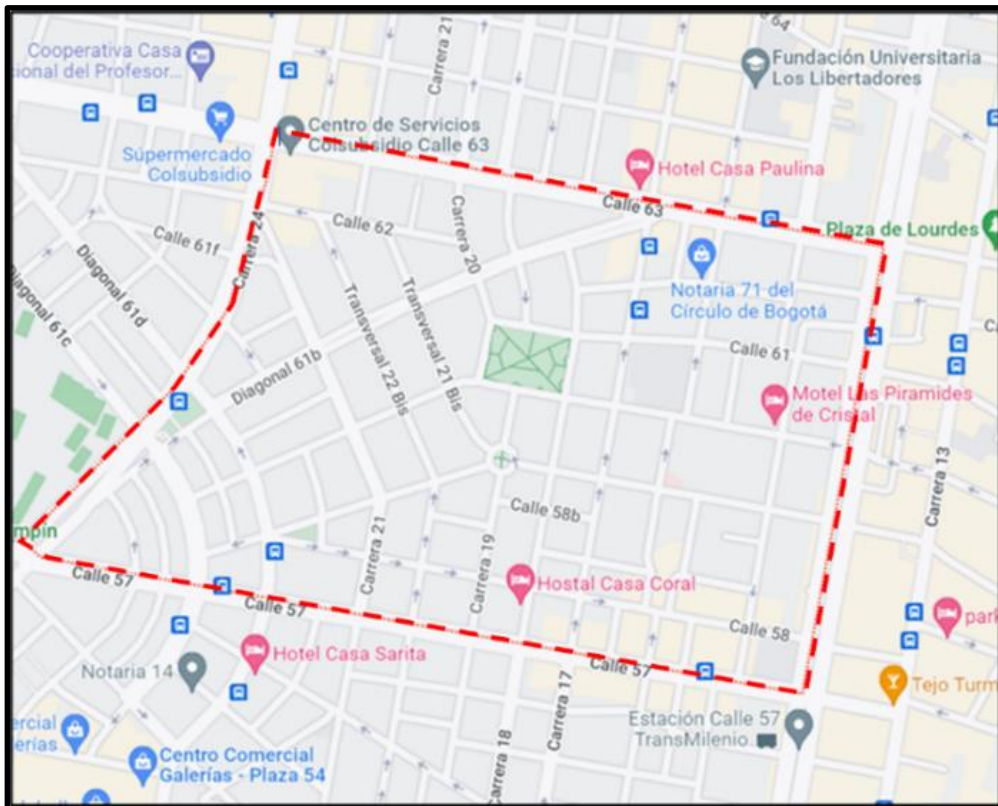 Carrera 21
Calle 64
Cooperativa Casa
ional del Profesor...
Fundación Universitaria
Los Libertadores
Centro de Servicios
Colsubsidio Calle 63
Súpermercado
Colsubsidio
Hotel Casa Paulina
Calle 63
Carrera 24
Calle 62
Carrera 20
Plaza de Lourdes
Calle 61f
Notaria 71 del
Círculo de Bogotá
Diagonal 61d
Diagonal 61c
Transversal 22 Bis
Transversal 21 Bis
Diagonal 61b
Calle 61
Motel Las Piramides
de Cristal
Carrera 13
Calle 58b
mpín
Carrera 21
Carrera 19
Calle 57
Hostal Casa Coral
Calle 57
Calle 58
park
Hotel Casa Sarita
Calle 57
Notaria 14
Carrera 17
Tejo Turm
Estación Calle 57
TransMilenio
ercial
erías
Carrera 18
Centro Comercial
Galerías - Plaza 54